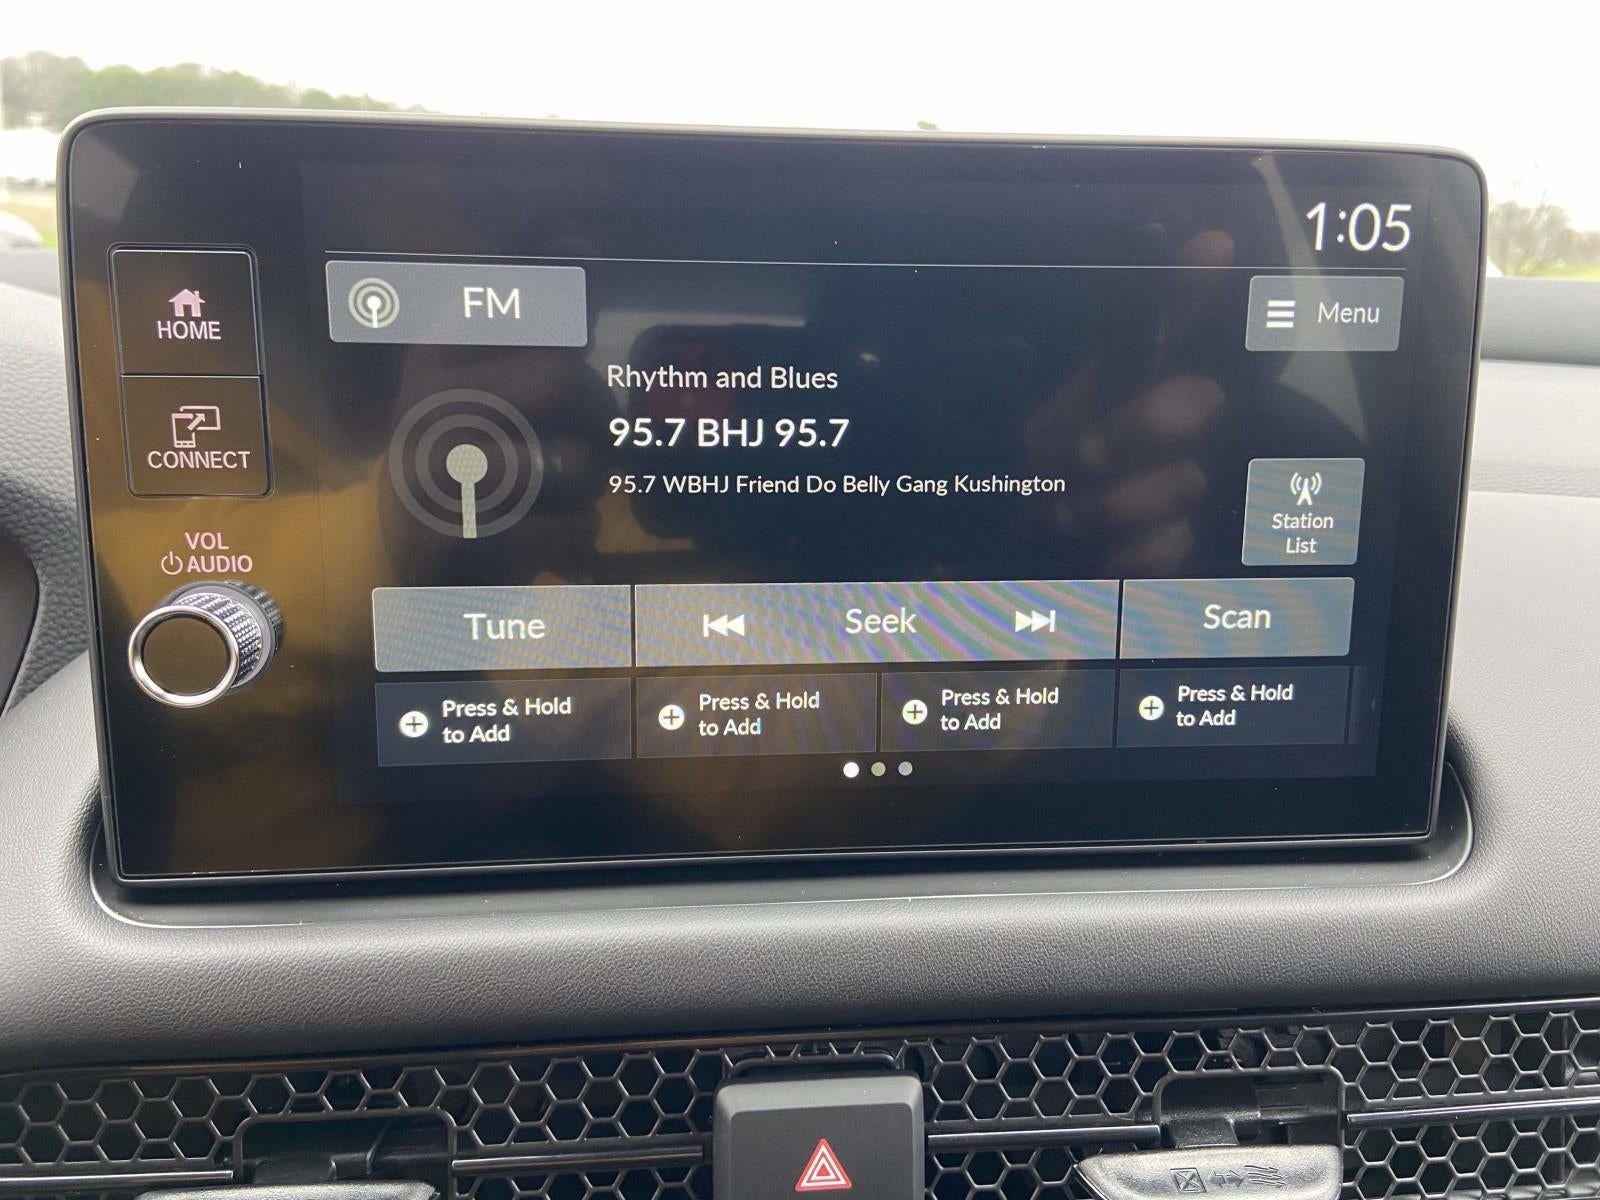 1:05
HOME
FM
Menu
Rhythm and Blues
95.7 BHJ 95.7
CONNECT
95.7 WBHJ Friend Do Belly Gang Kushington
Station
List
VOL
AUDIO
Tune
Seek
Scan
Press & Hold
to Add
Press & Hold
to Add
Press & Hold
to Add
Press & Hold
to Add